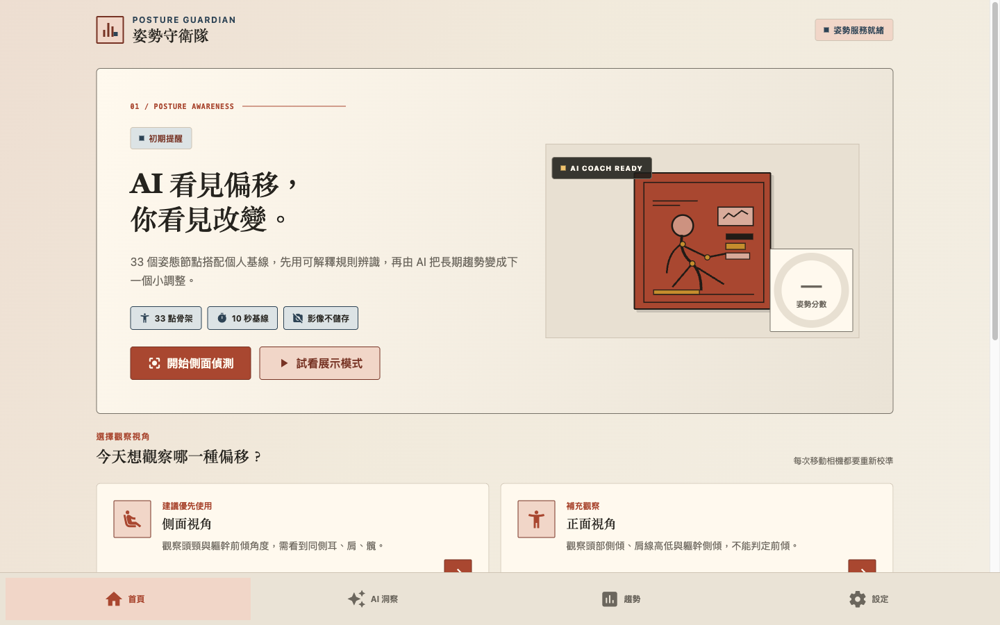 POSTURE GUARDIAN
姿勢守衛隊
姿勢服務就緒
01 / POSTURE AWARENESS
初期提醒
AI 看見偏移，
你看見改變。
33 個姿態節點搭配個人基線，先用可解釋規則辨識，再由 AI 把長期趨勢變成下
一個小調整。
33 點骨架
10 秒基線
影像不儲存
開始側面偵測
試看展示模式
AI COACH READY
—
姿勢分數
選擇觀察視角
今天想觀察哪一種偏移？
每次移動相機都要重新校準
建議優先使用
側面視角
觀察頭頸與軀幹前傾角度，需看到同側耳、肩、髖。
補充觀察
正面視角
觀察頭部側傾、肩線高低與軀幹側傾，不能判定前傾。
首頁
AI 洞察
趨勢
設定